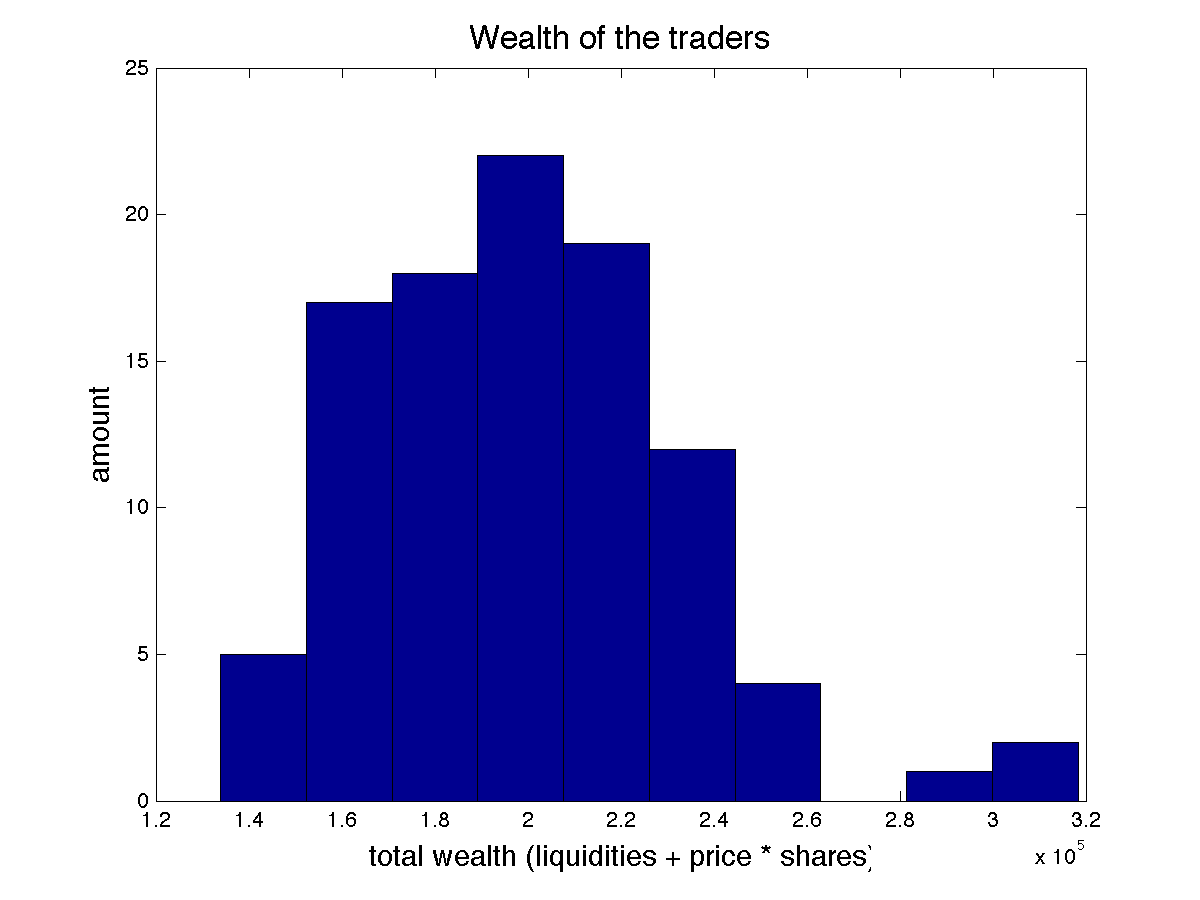 Wealth of the traders
25
20
15
10
5
0
amount
1.2 1.4 1.6 1.8 2 2.2 2.4 2.6 2.8 3 3.2
total wealth (liquidities + price * shares)
x 10^5